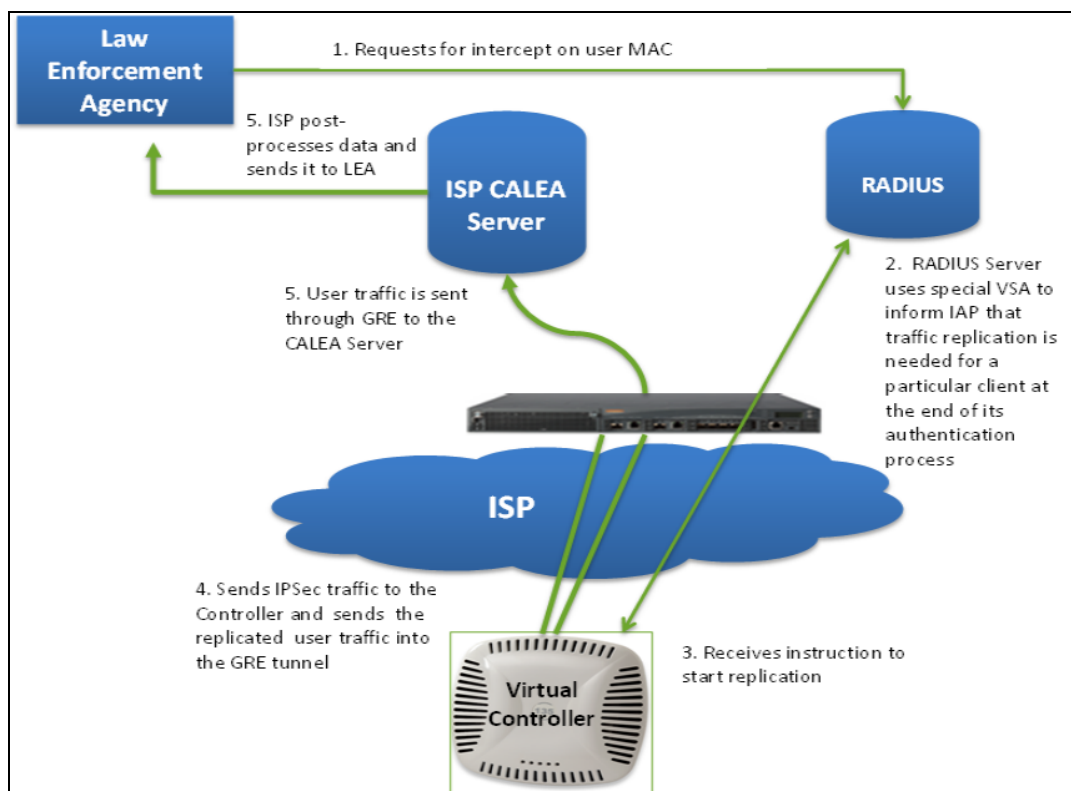 Law
Enforcement
Agency
1. Requests for intercept on user MAC
5. ISP post-
processes data and
sends it to LEA
ISP CALEA
Server
RADIUS
2. RADIUS Server
uses special VSA to
inform IAP that
traffic replication is
needed for a
particular client at
the end of its
authentication
process
5. User traffic is sent
through GRE to the
CALEA Server
ISP
4. Sends IPSec traffic to the
Controller and sends the
replicated user traffic into
the GRE tunnel
3. Receives instruction to
start replication
Virtual
Controller